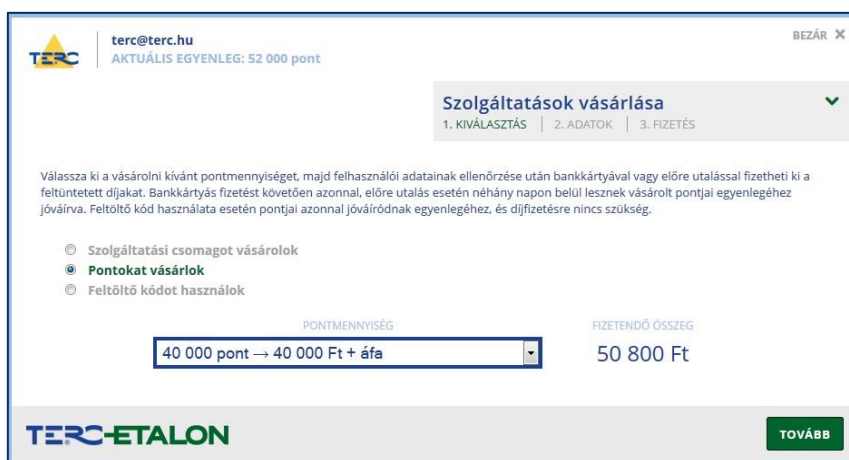 TERC
terc@terc.hu
AKTUÁLIS EGYENLEG: 52 000 pont
BEZÁR X
Szolgáltatások vásárlása
1. KIVÁLASZTÁS | 2. ADATOK | 3. FIZETÉS
Válassza ki a vásárolni kívánt pontmennyiséget, majd felhasználói adatainak ellenőrzése után bankkártyával vagy előre utalással fizetheti ki a
feltüntetett díjakat. Bankkártyás fizetést követően azonnal, előre utalás esetén néhány napon belül lesznek vásárolt pontjai egyenlegéhez
jóváírva. Feltöltő kód használata esetén pontjai azonnal jóváíródnak egyenlegéhez, és díjfizetésre nincs szükség.
Szolgáltatási csomagot vásárolok
Pontokat vásárlok
Feltöltő kódot használok
PONTMENNYISÉG
FIZETENDŐ ÖSSZEG
40 000 pont → 40 000 Ft + áfa
50 800 Ft
TERC-ETALON
TOVÁBB